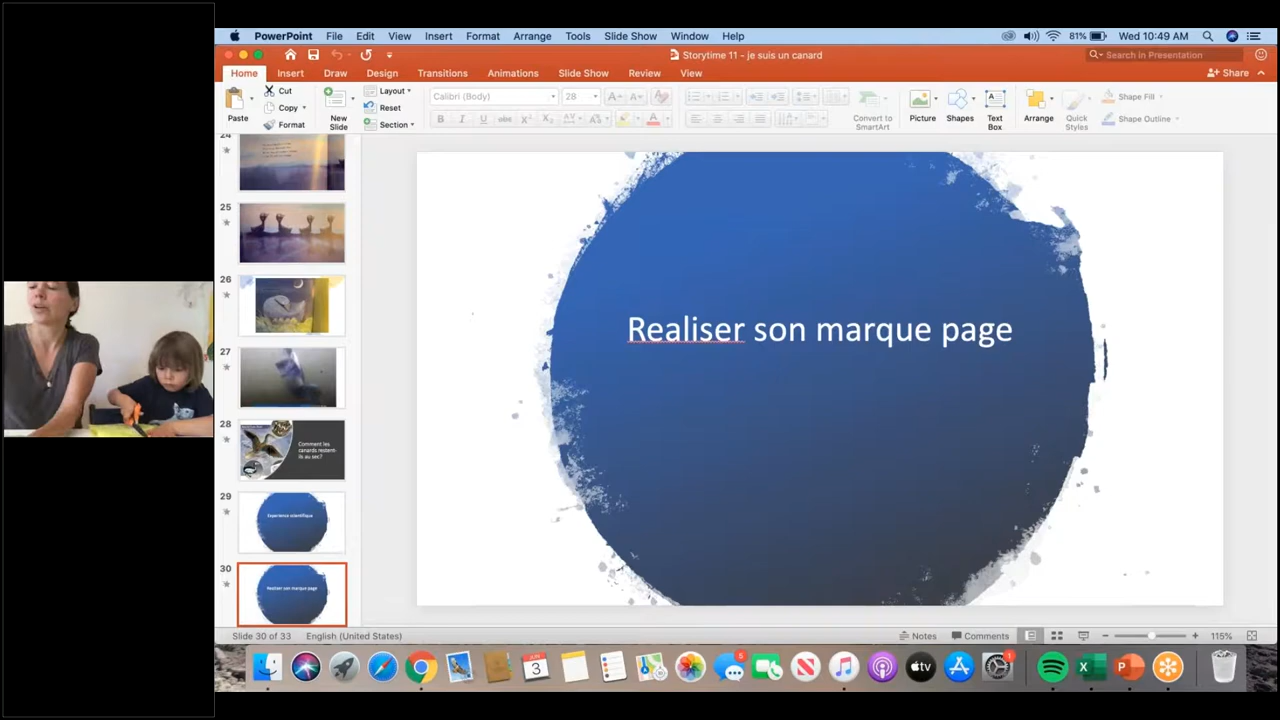 PowerPoint File Edit View Insert Format Arrange Tools Slide Show Window Help 81% Wed 10:49 AM
Storytime 11 - je suis un canard
Search in Presentation
Home Insert Draw Design Transitions Animations Slide Show Review View Share
Paste
Cut
Copy
Format
New Slide
Layout
Reset
Section
Calibri (Body) 28
Convert to SmartArt
Picture
Shapes
Text Box
Arrange
Quick Styles
Shape Fill
Shape Outline
24
25
26
27
28
Comment les
canards restent-
ils au sec?
29
Experience scientifique
30
Realiser son marque page
Realiser son marque page
Slide 30 of 33 English (United States) Notes Comments 115%
JUN
3
5
tv
1
X
P